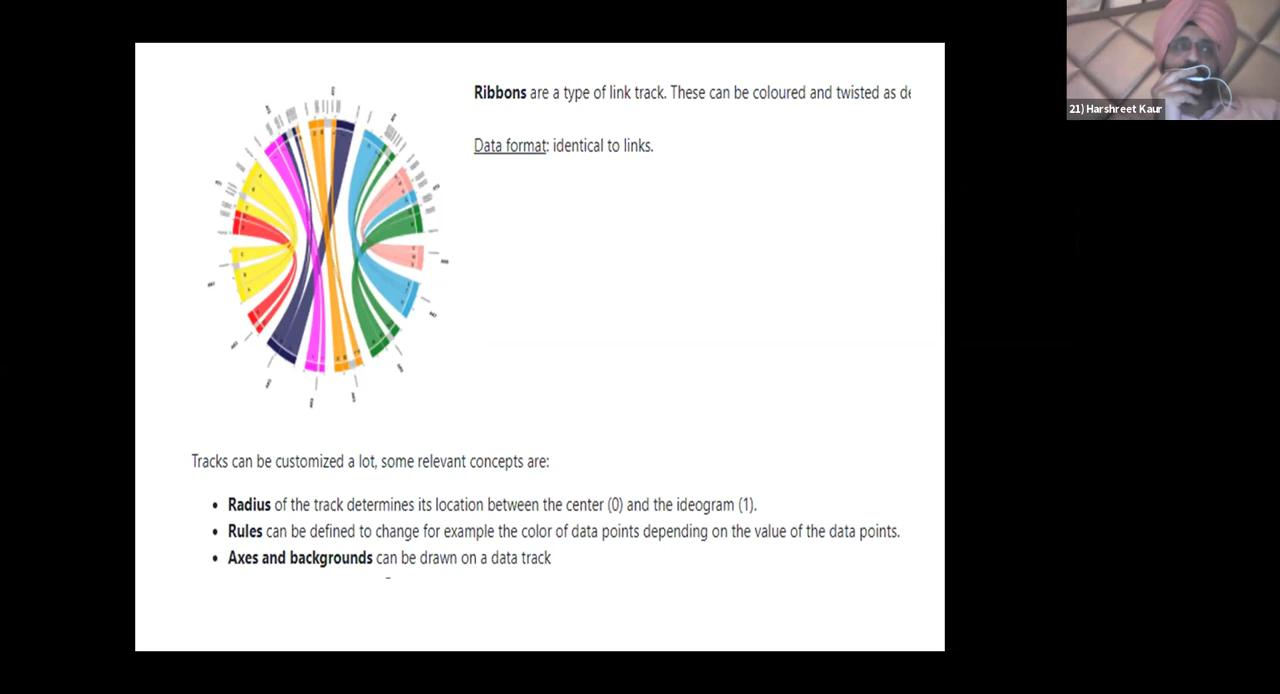 Ribbons are a type of link track. These can be coloured and twisted as de
Data format: identical to links.
21) Harshreet Kaur
Tracks can be customized a lot, some relevant concepts are:
• Radius of the track determines its location between the center (0) and the ideogram (1).
• Rules can be defined to change for example the color of data points depending on the value of the data points.
• Axes and backgrounds can be drawn on a data track